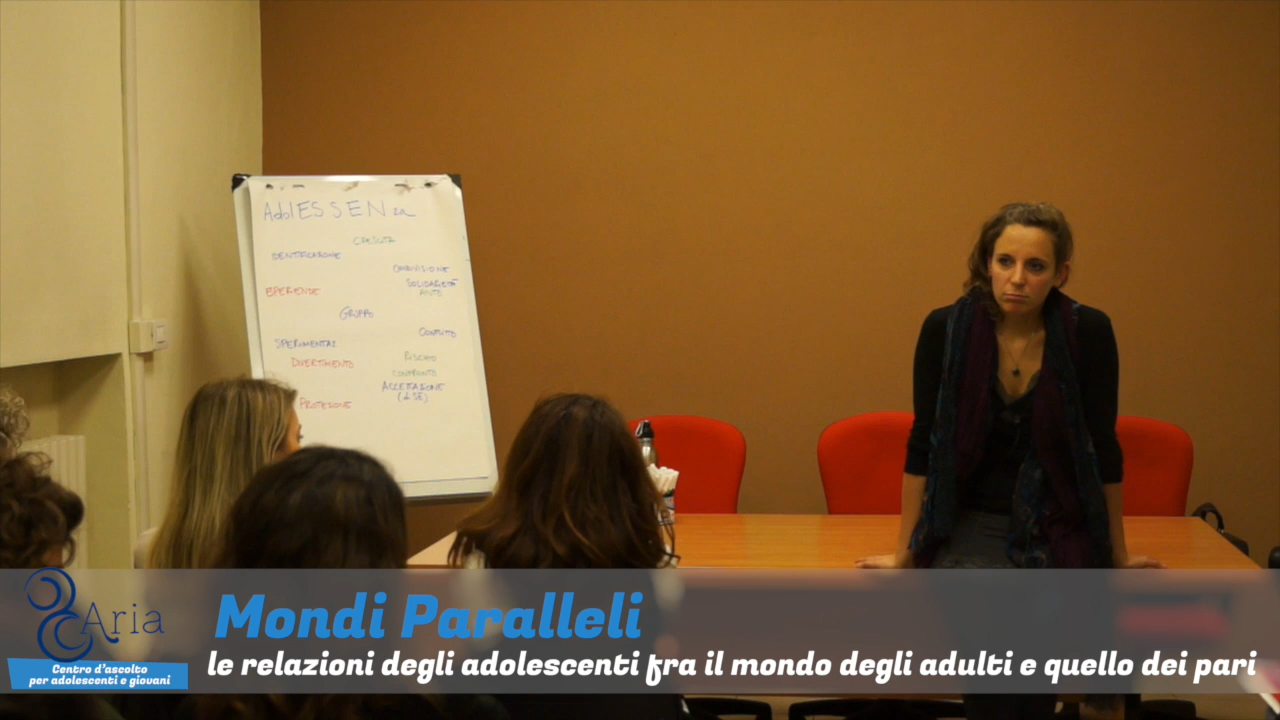 AdolESSENza
CRESCITA
IDENTIFICAZIONE
CONDIVISIONE
SOLIDARIETÀ
ESPERIENZE
AIUTO
GRUPPO
CONFLITTO
SPERIMENTAZ
DIVERTIMENTO
RISCHIO
CONFRONTO
ACCETTAZIONE
(di SÉ)
PROTEZIONE
Aria
Centro d'ascolto
per adolescenti e giovani
Mondi Paralleli
le relazioni degli adolescenti fra il mondo degli adulti e quello dei pari